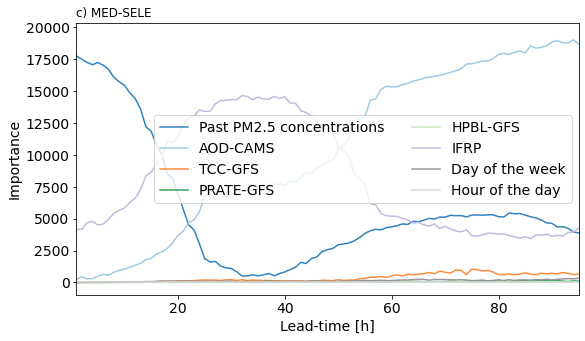 c) MED-SELE
20000
17500
15000
12500
10000
7500
5000
2500
0
Importance
Past PM2.5 concentrations
AOD-CAMS
TCC-GFS
PRATE-GFS
HPBL-GFS
IFRP
Day of the week
Hour of the day
20 40 60 80
Lead-time [h]